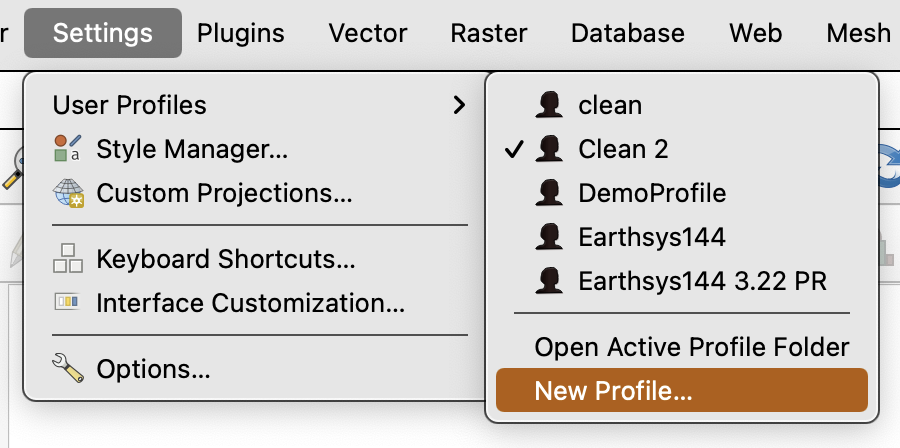 r Settings Plugins Vector Raster Database Web Mesh
User Profiles
Style Manager...
Custom Projections...
Keyboard Shortcuts...
Interface Customization...
Options...
clean
Clean 2
DemoProfile
Earthsys144
Earthsys144 3.22 PR
Open Active Profile Folder
New Profile...